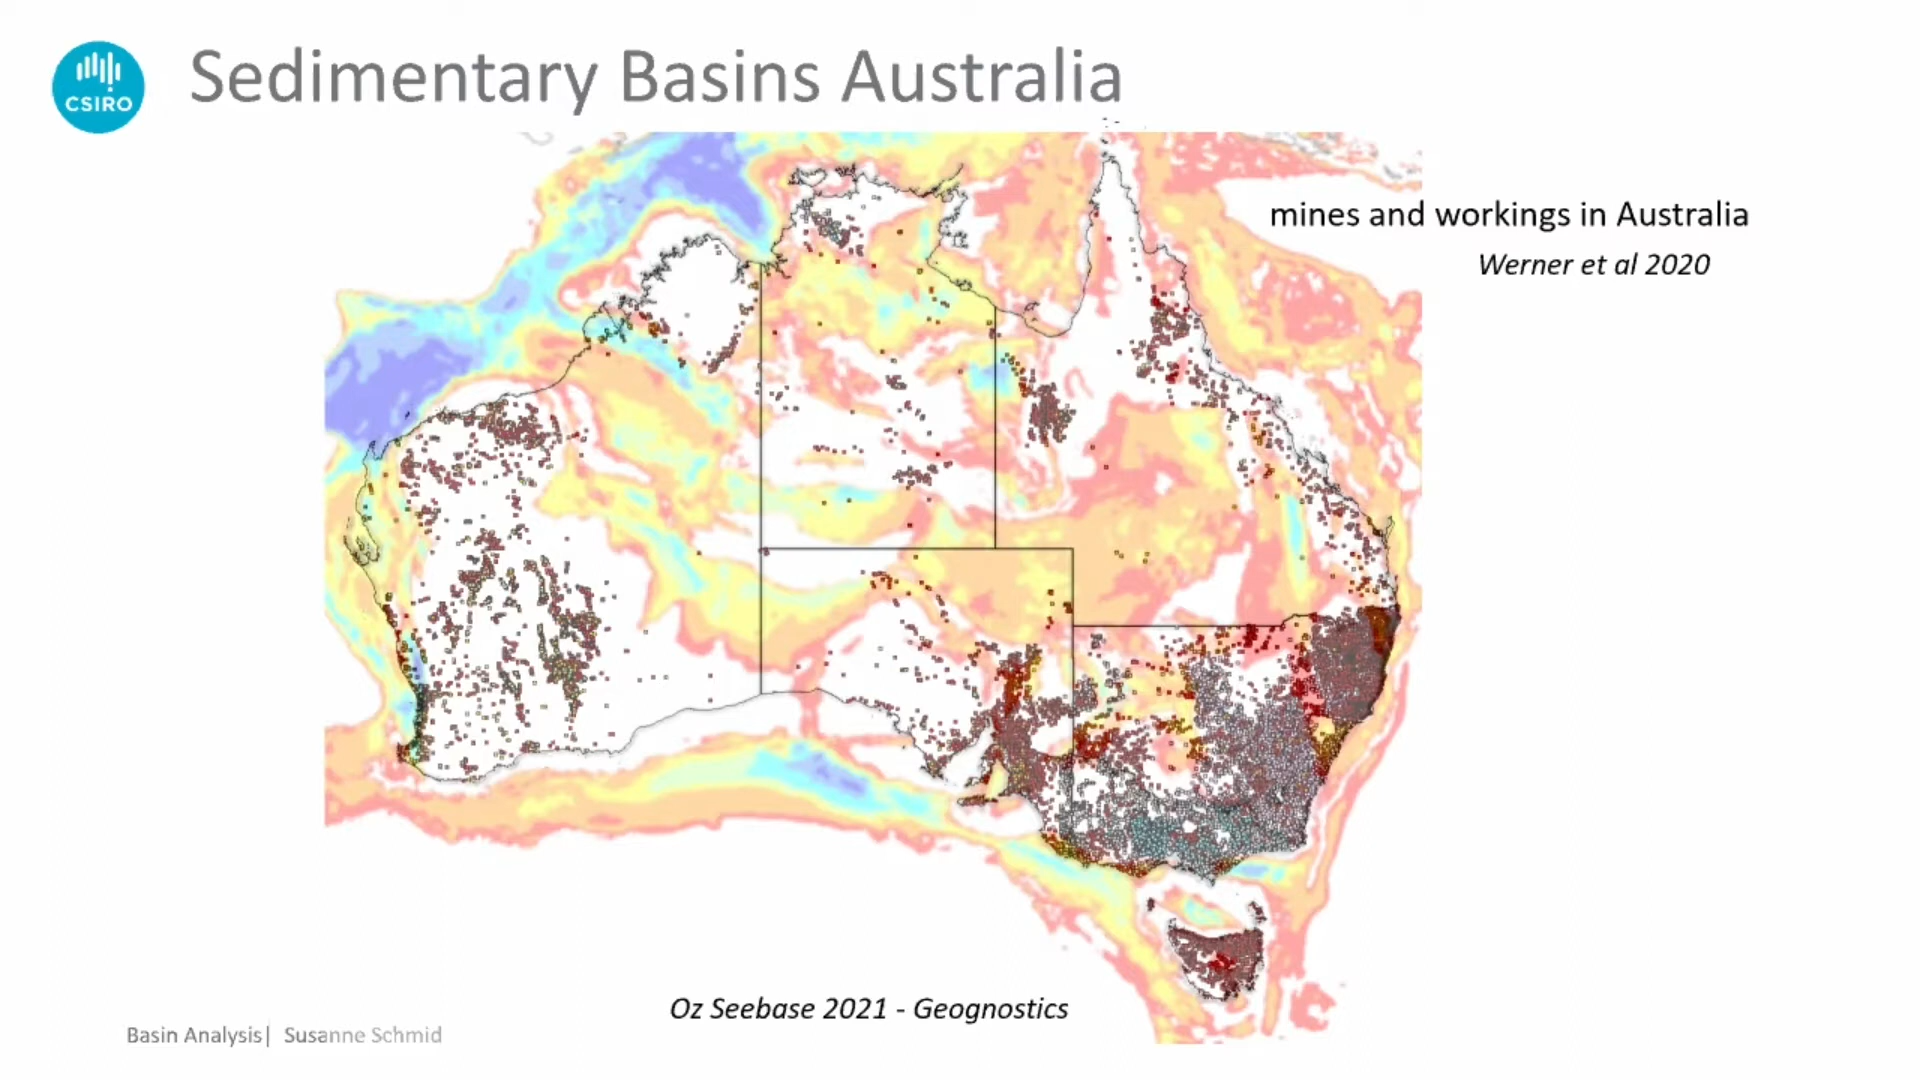 CSIRO
Sedimentary Basins Australia
mines and workings in Australia
Werner et al 2020
Oz Seebase 2021 - Geognostics
Basin Analysis| Susanne Schmid